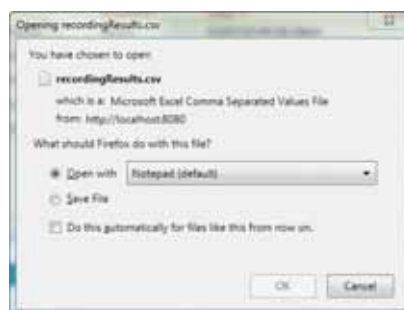 Opening recordingResults.csv
You have chosen to open
recordingResults.csv
which is a: Microsoft Excel Comma Separated Values File
from: http://localhost:8080
What should Firefox do with this file?
Open with Notepad (default)
Save File
Do this automatically for files like this from now on.
OK Cancel